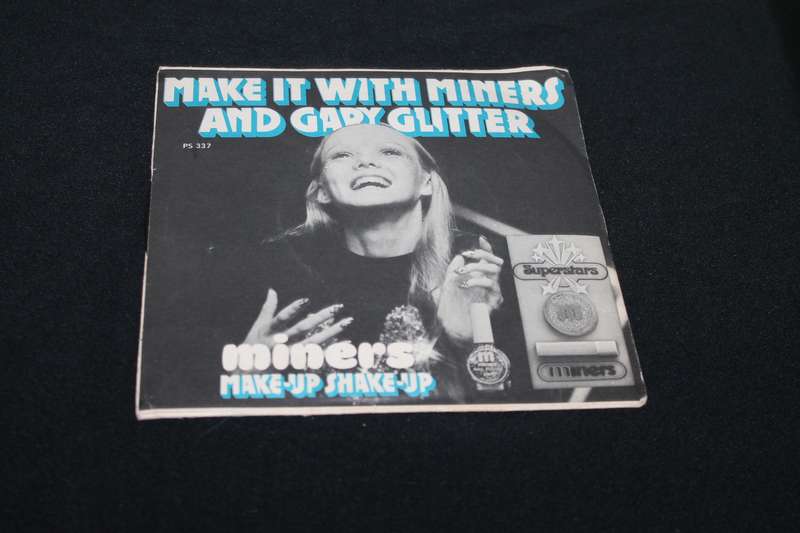 MAKE IT WITH MINERS
AND GARY GLITTER
PS 337
Superstars
miners
miners
MAKE-UP SHAKE-UP
m